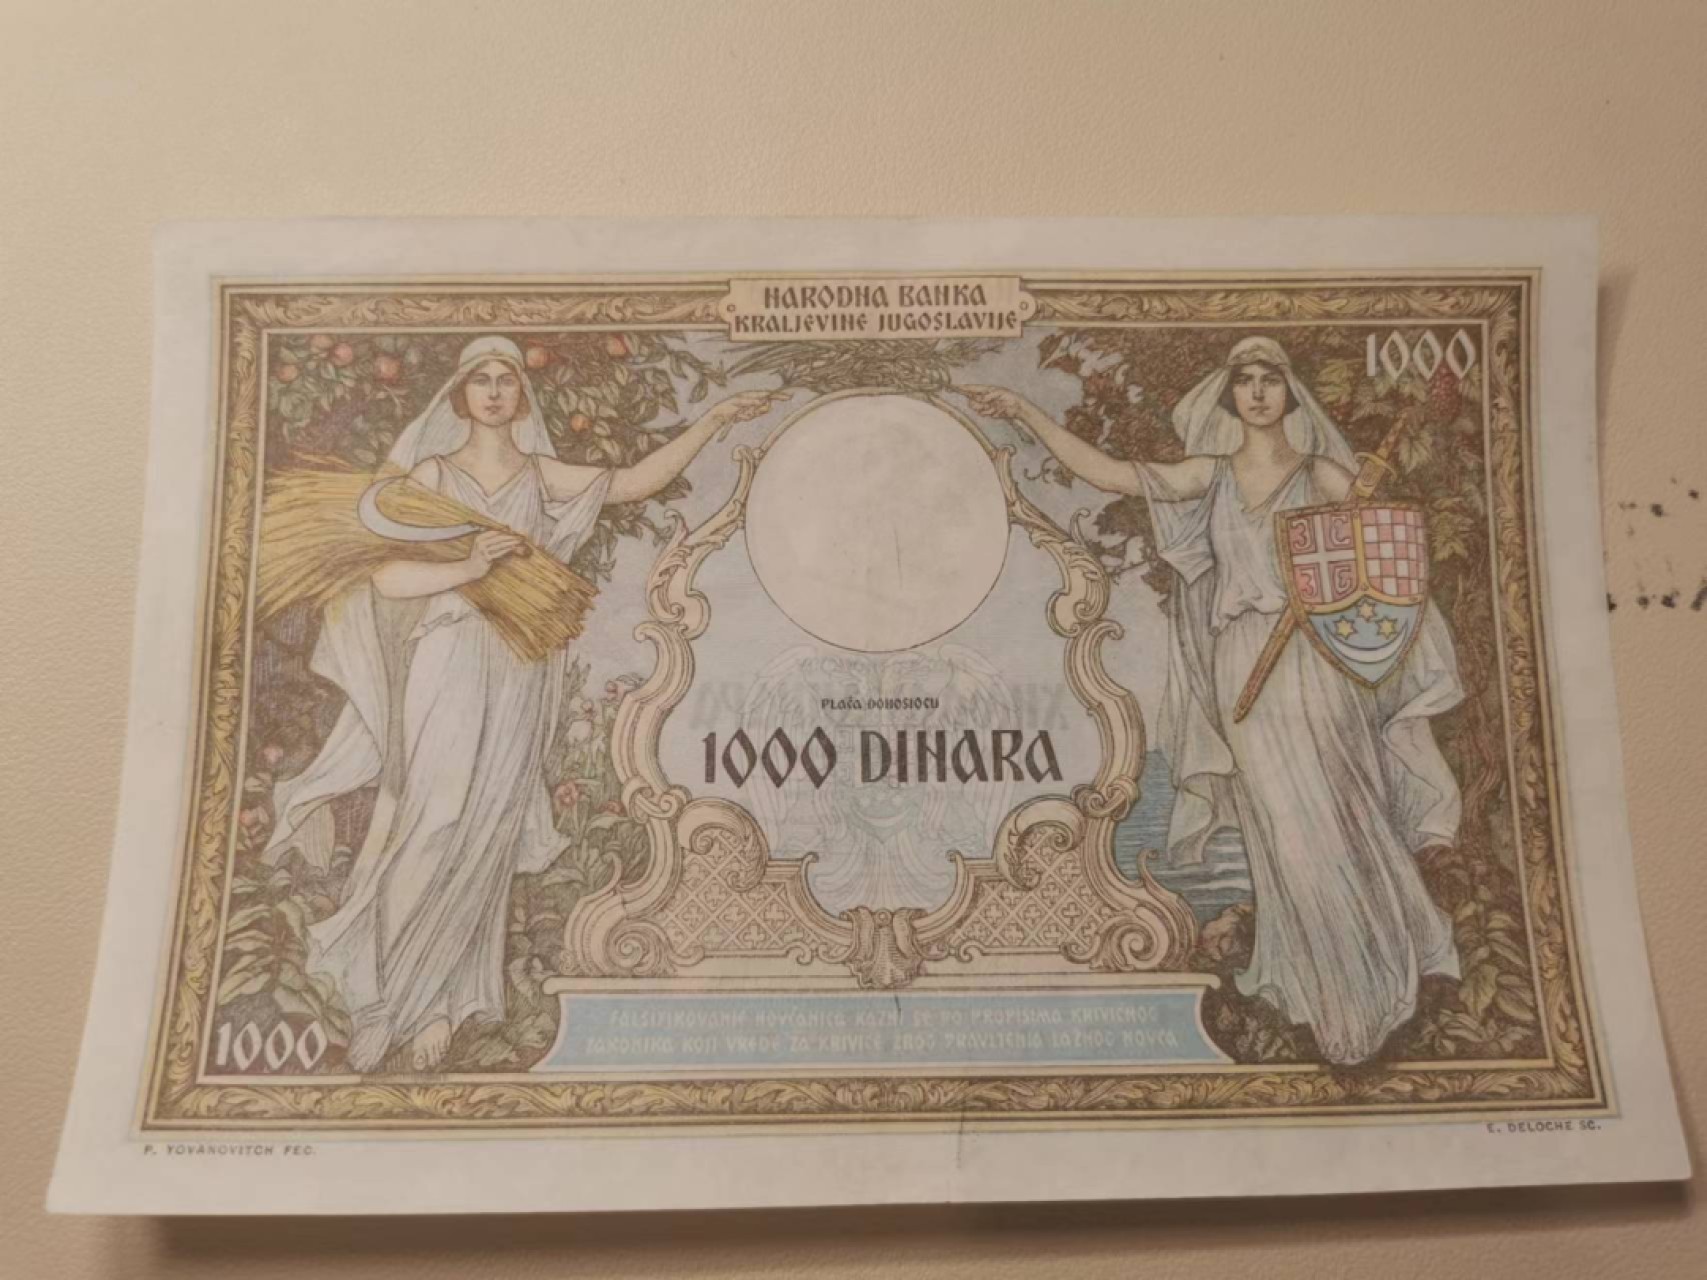 NARODNA BANKA
KRALJEVINE JUGOSLAVIJE
1000
PLAĆA DONOSIOCU
1000 DINARA
FALSIFIKOVANJE NOVČANICA KAZNI SE PO PROPISIMA KRIVIČNOG
ZAKONIKA KOJI VREDE ZA KRIVICE ZBOG PRAVLJENJA LAŽNOG NOVCA
1000
P. YOVANOVITCH FEC.
E. DELOCHE SC.